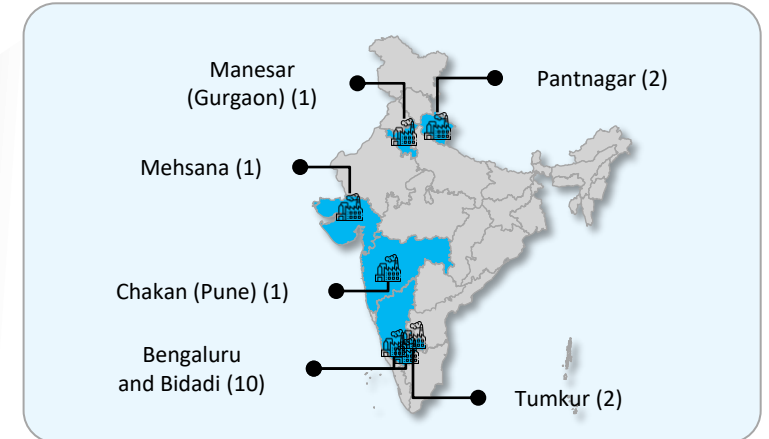 Manesar
(Gurgaon) (1)
Pantnagar (2)
Mehsana (1)
Chakan (Pune) (1)
Bengaluru
and Bidadi (10)
Tumkur (2)